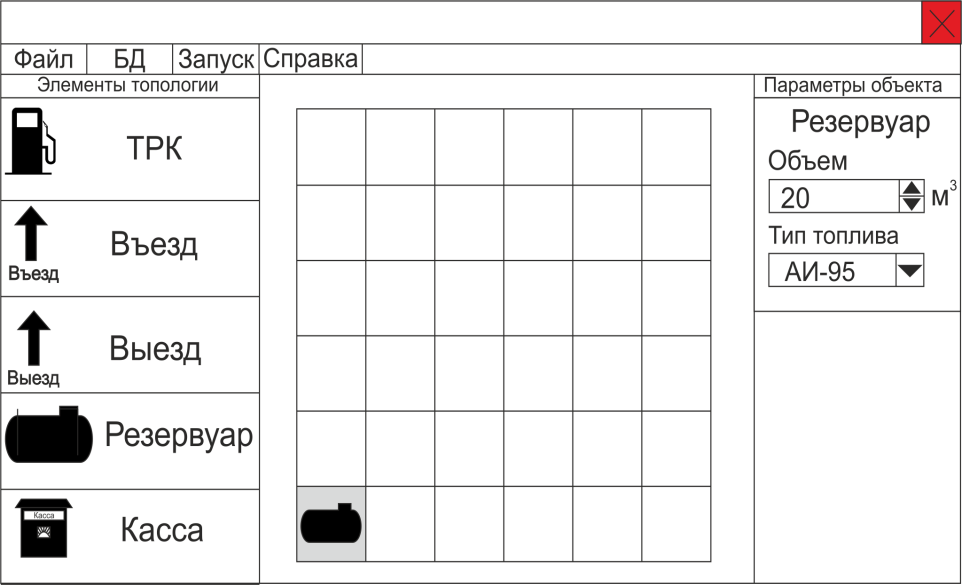 Файл БД Запуск Справка
Элементы топологии
ТРК
Въезд
Въезд
Выезд
Выезд
Резервуар
Касса
Касса
Параметры объекта
Резервуар
Объем
20 м³
Тип топлива
АИ-95